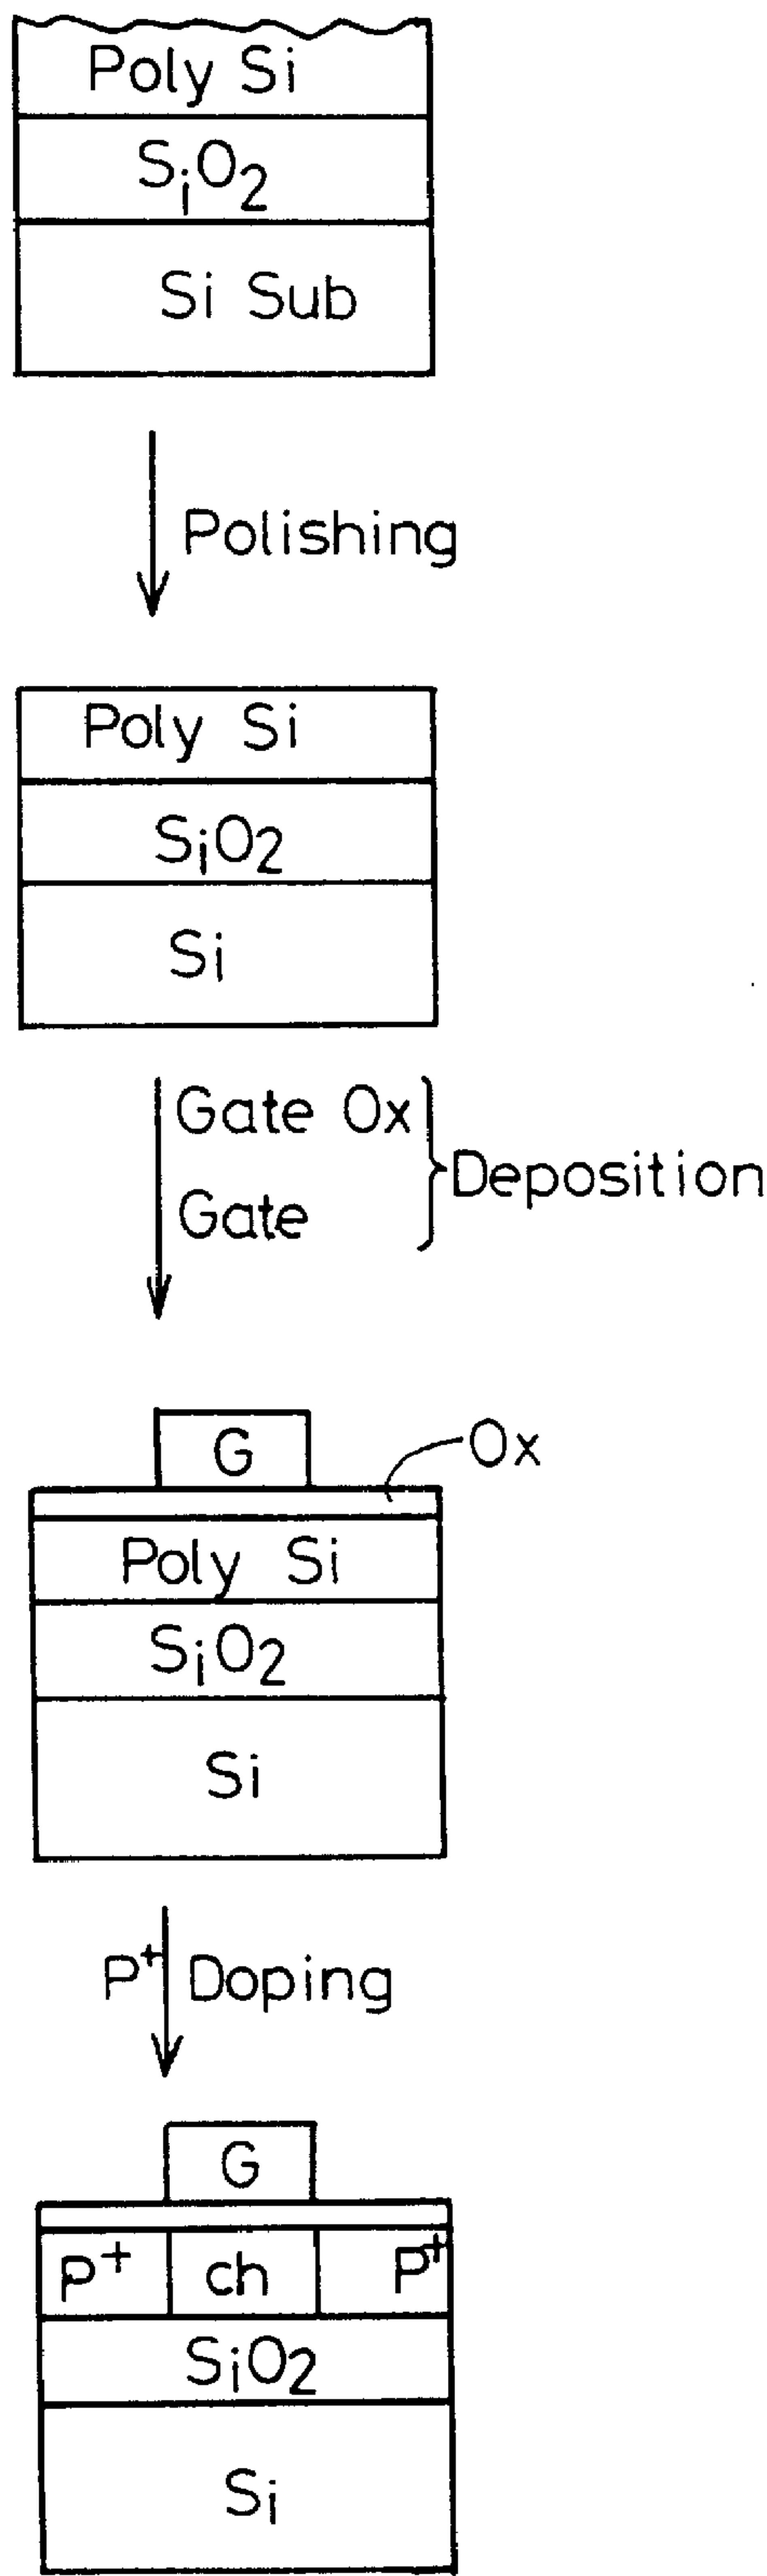 Poly Si
SiO2
Si Sub
Polishing
Poly Si
SiO2
Si
Gate Ox
Deposition
Gate
G
Ox
Poly Si
SiO2
Si
P+ Doping
G
P+ ch P+
SiO2
Si